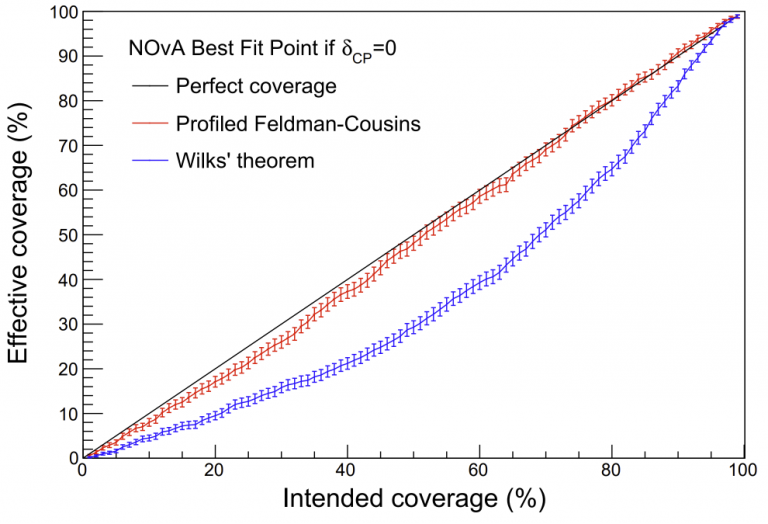 NOvA Best Fit Point if δCP=0
Perfect coverage
Profiled Feldman-Cousins
Wilks' theorem
Effective coverage (%)
100
90
80
70
60
50
40
30
20
10
0
0 20 40 60 80 100
Intended coverage (%)